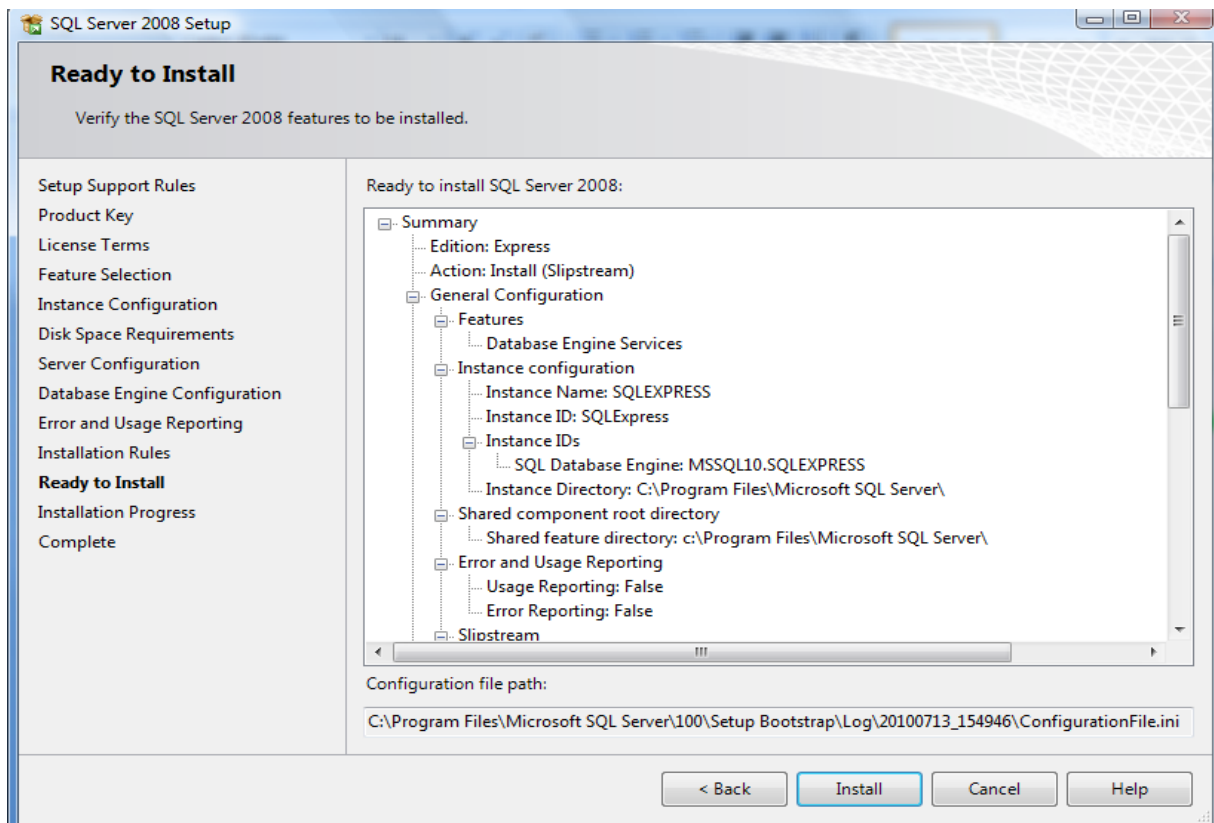 SQL Server 2008 Setup
Ready to Install
Verify the SQL Server 2008 features to be installed.
Setup Support Rules
Product Key
License Terms
Feature Selection
Instance Configuration
Disk Space Requirements
Server Configuration
Database Engine Configuration
Error and Usage Reporting
Installation Rules
Ready to Install
Installation Progress
Complete
Ready to install SQL Server 2008:
Summary
Edition: Express
Action: Install (Slipstream)
General Configuration
Features
Database Engine Services
Instance configuration
Instance Name: SQLEXPRESS
Instance ID: SQLExpress
Instance IDs
SQL Database Engine: MSSQL10.SQLEXPRESS
Instance Directory: C:\Program Files\Microsoft SQL Server\
Shared component root directory
Shared feature directory: c:\Program Files\Microsoft SQL Server\
Error and Usage Reporting
Usage Reporting: False
Error Reporting: False
Slipstream
Configuration file path:
C:\Program Files\Microsoft SQL Server\100\Setup Bootstrap\Log\20100713_154946\ConfigurationFile.ini
< Back
Install
Cancel
Help